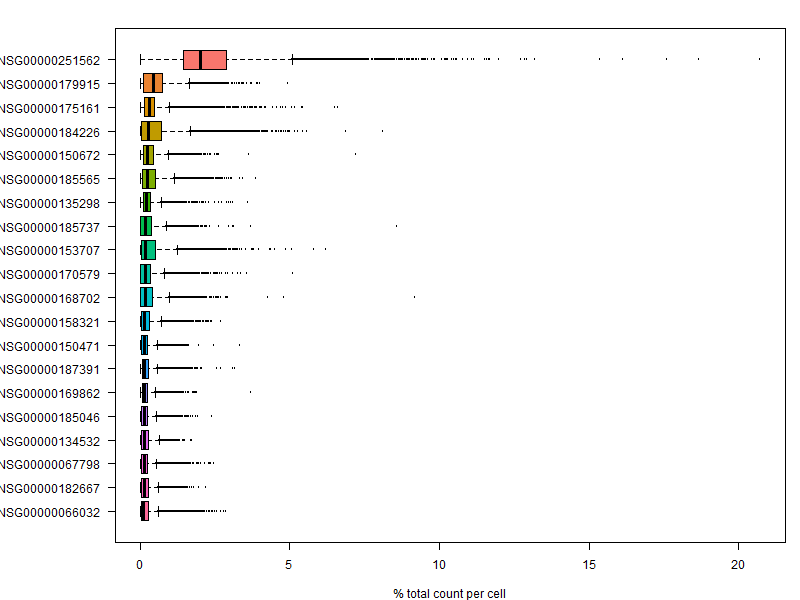 NSG00000251562
NSG00000179915
NSG00000175161
NSG00000184226
NSG00000150672
NSG00000185565
NSG00000135298
NSG00000185737
NSG00000153707
NSG00000170579
NSG00000168702
NSG00000158321
NSG00000150471
NSG00000187391
NSG00000169862
NSG00000185046
NSG00000134532
NSG00000067798
NSG00000182667
NSG00000066032
0 5 10 15 20
% total count per cell